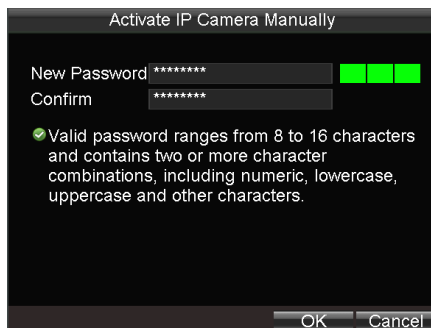 Activate IP Camera Manually
New Password ********
Confirm ********
Valid password ranges from 8 to 16 characters
and contains two or more character
combinations, including numeric, lowercase,
uppercase and other characters.
OK Cancel